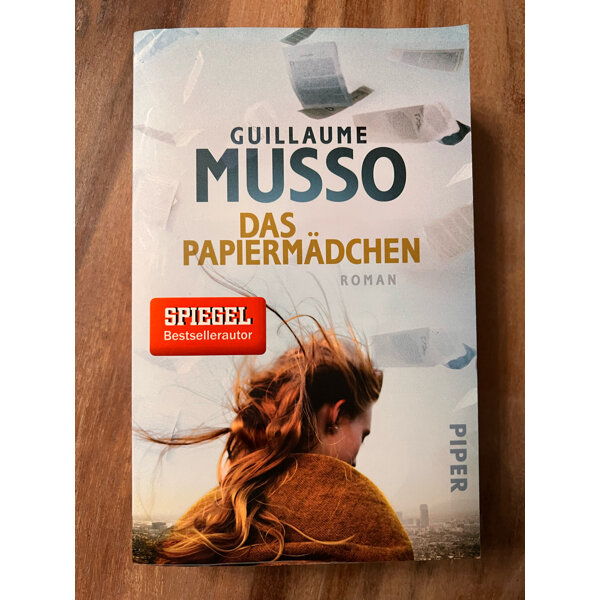 GUILLAUME
MUSSO
DAS
PAPIERMÄDCHEN
ROMAN
SPIEGEL
Bestsellerautor
PIPER